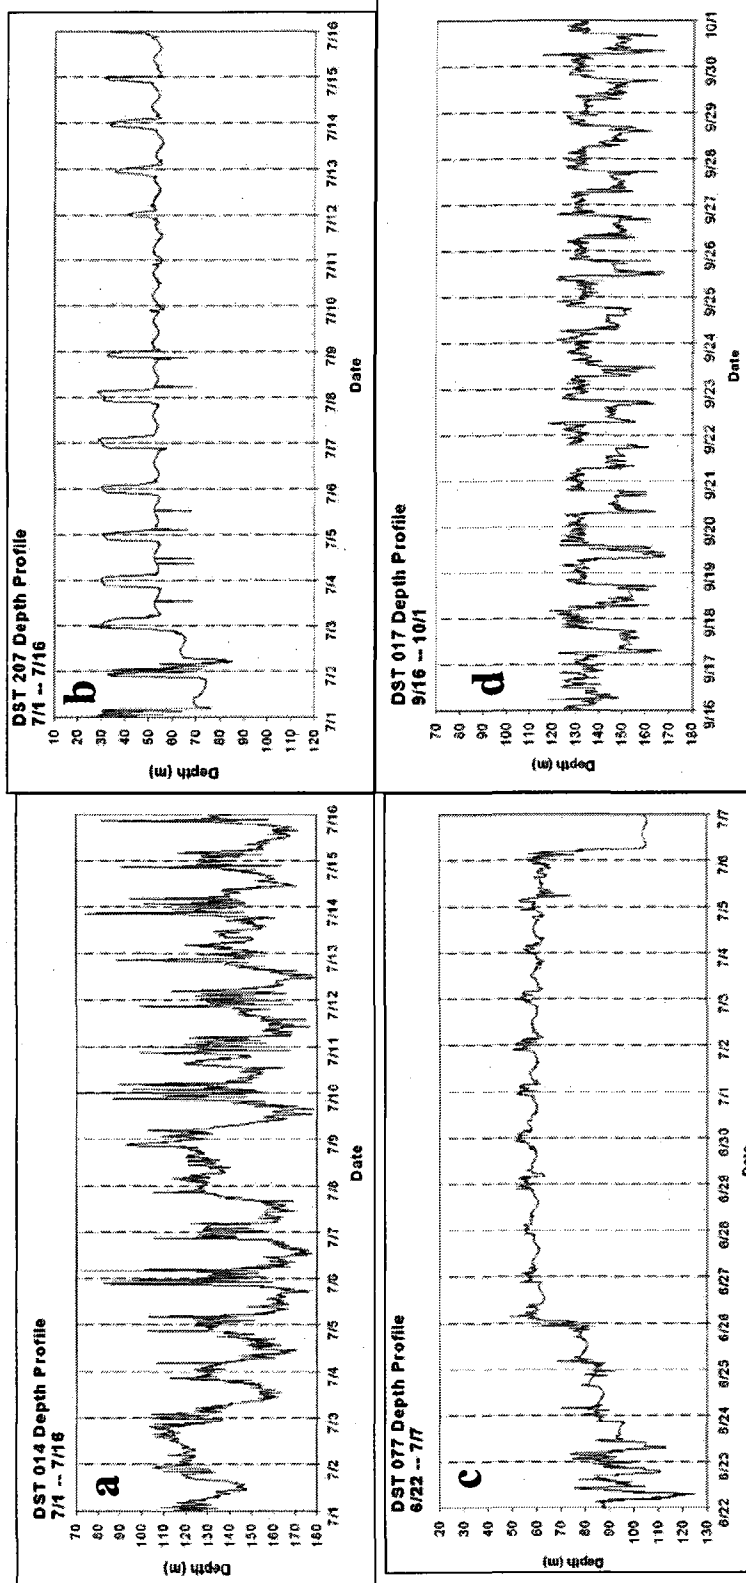 DST 014 Depth Profile
7/1 -- 7/16
a
Depth (m)
70
80
90
100
110
120
130
140
150
160
170
180
7/1 7/2 7/3 7/4 7/5 7/6 7/7 7/8 7/9 7/10 7/11 7/12 7/13 7/14 7/15 7/16
Date
DST 207 Depth Profile
7/1 -- 7/16
b
Depth (m)
10
20
30
40
50
60
70
80
90
100
110
120
7/1 7/2 7/3 7/4 7/5 7/6 7/7 7/8 7/9 7/10 7/11 7/12 7/13 7/14 7/15 7/16
Date
DST 077 Depth Profile
6/22 -- 7/7
c
Depth (m)
20
30
40
50
60
70
80
90
100
110
120
130
6/22 6/23 6/24 6/25 6/26 6/27 6/28 6/29 6/30 7/1 7/2 7/3 7/4 7/5 7/6 7/7
Date
DST 017 Depth Profile
9/16 -- 10/1
d
Depth (m)
70
80
90
100
110
120
130
140
150
160
170
180
9/16 9/17 9/18 9/19 9/20 9/21 9/22 9/23 9/24 9/25 9/26 9/27 9/28 9/29 9/30 10/1
Date